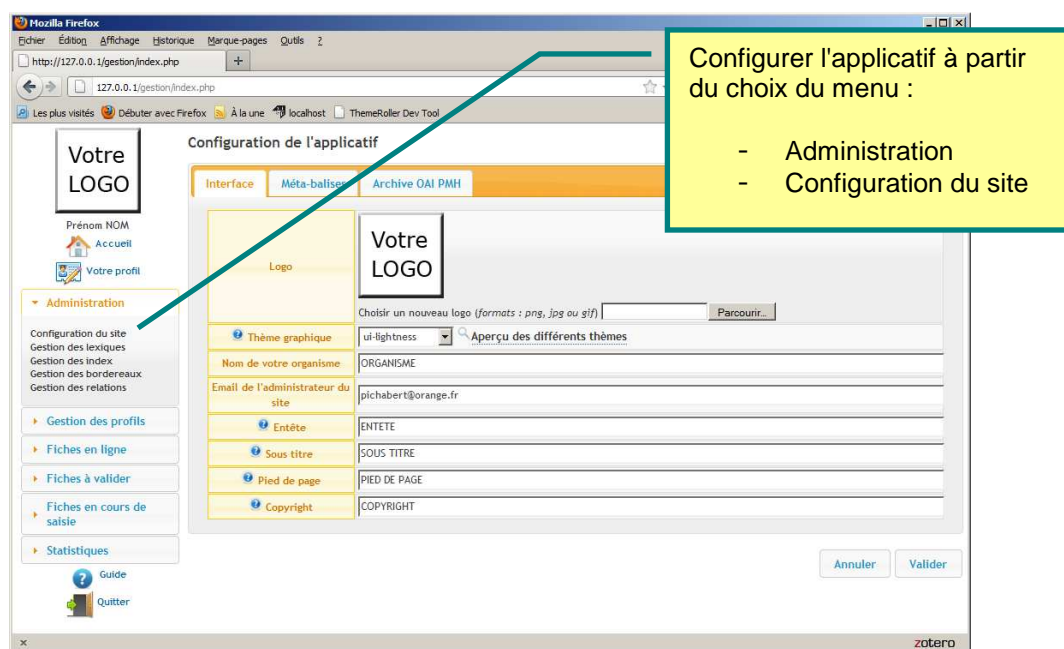 Mozilla Firefox
Fichier Édition Affichage Historique Marque-pages Outils ?
http://127.0.0.1/gestion/index.php +
127.0.0.1/gestion/index.php
Les plus visités Débuter avec Firefox À la une localhost ThemeRoller Dev Tool
Configurer l'applicatif à partir
du choix du menu :
- Administration
- Configuration du site
Votre
LOGO
Prénom NOM
Accueil
Votre profil
Administration
Configuration du site
Gestion des lexiques
Gestion des index
Gestion des bordereaux
Gestion des relations
Gestion des profils
Fiches en ligne
Fiches à valider
Fiches en cours de
saisie
Statistiques
Guide
Quitter
Configuration de l'applicatif
Interface Méta-balises Archive OAI PMH
Logo
Votre
LOGO
Choisir un nouveau logo (formats : png, jpg ou gif) Parcourir...
Thème graphique ui-lightness Aperçu des différents thèmes
Nom de votre organisme ORGANISME
Email de l'administrateur du
site
pichabert@orange.fr
Entête ENTETE
Sous titre SOUS TITRE
Pied de page PIED DE PAGE
Copyright COPYRIGHT
Annuler Valider
× zotero